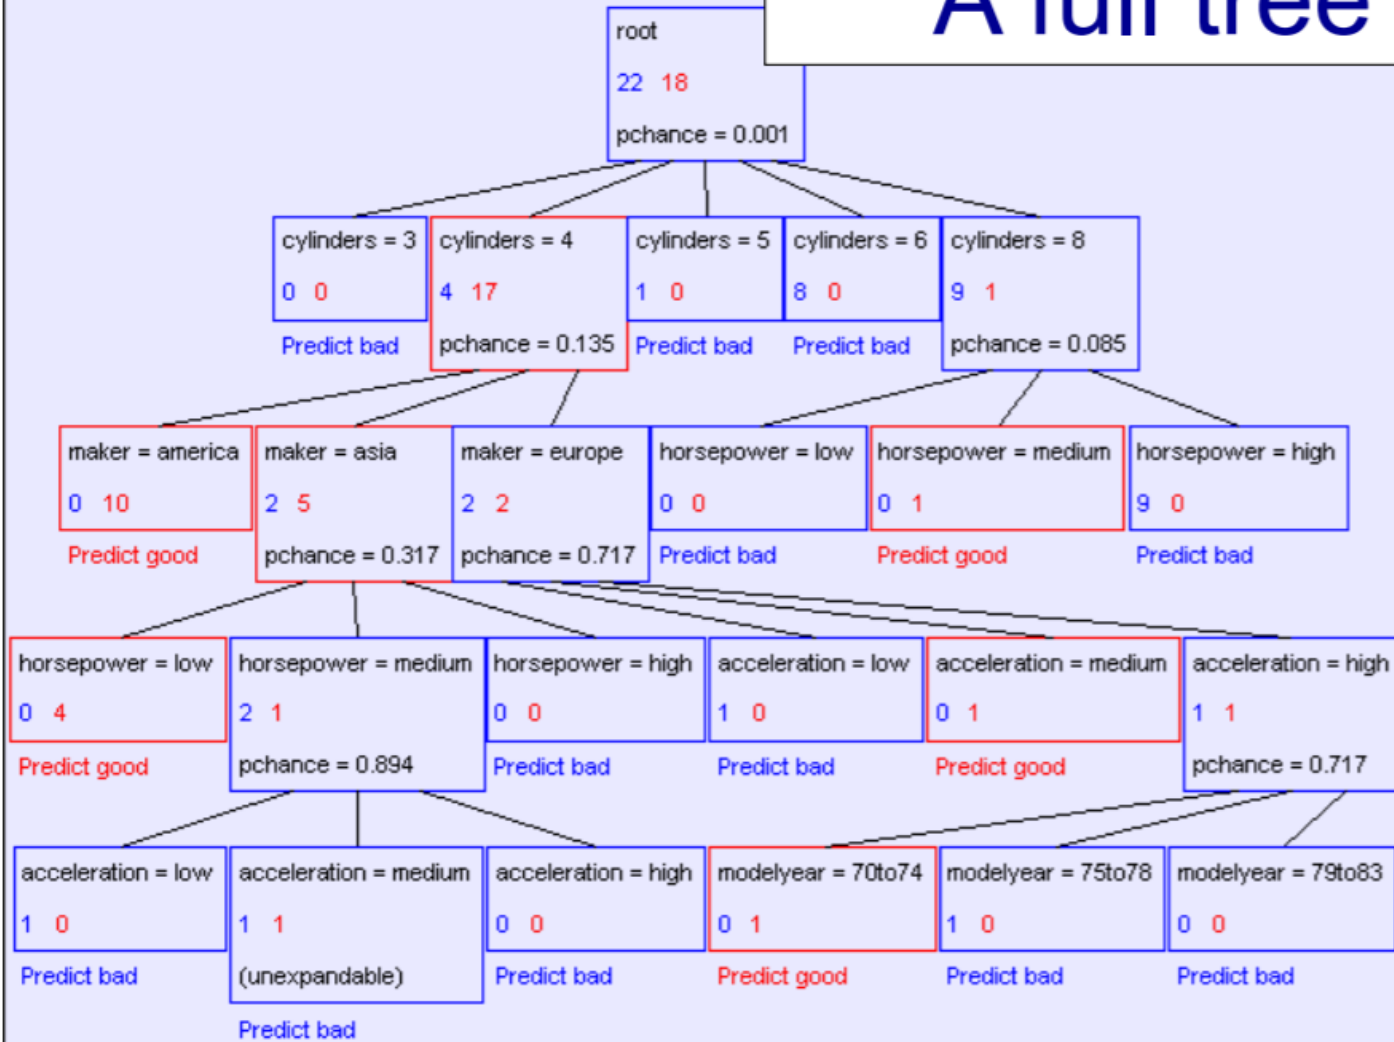 A full tree
root
22 18
pchance = 0.001
cylinders = 3
0 0
Predict bad
cylinders = 4
4 17
pchance = 0.135
cylinders = 5
1 0
Predict bad
cylinders = 6
8 0
Predict bad
cylinders = 8
9 1
pchance = 0.085
maker = america
0 10
Predict good
maker = asia
2 5
pchance = 0.317
maker = europe
2 2
pchance = 0.717
horsepower = low
0 0
Predict bad
horsepower = medium
0 1
Predict good
horsepower = high
9 0
Predict bad
horsepower = low
0 4
Predict good
horsepower = medium
2 1
pchance = 0.894
horsepower = high
0 0
Predict bad
acceleration = low
1 0
Predict bad
acceleration = medium
0 1
Predict good
acceleration = high
1 1
pchance = 0.717
acceleration = low
1 0
Predict bad
acceleration = medium
1 1
(unexpandable)
Predict bad
acceleration = high
0 0
Predict bad
modelyear = 70to74
0 1
Predict good
modelyear = 75to78
1 0
Predict bad
modelyear = 79to83
0 0
Predict bad